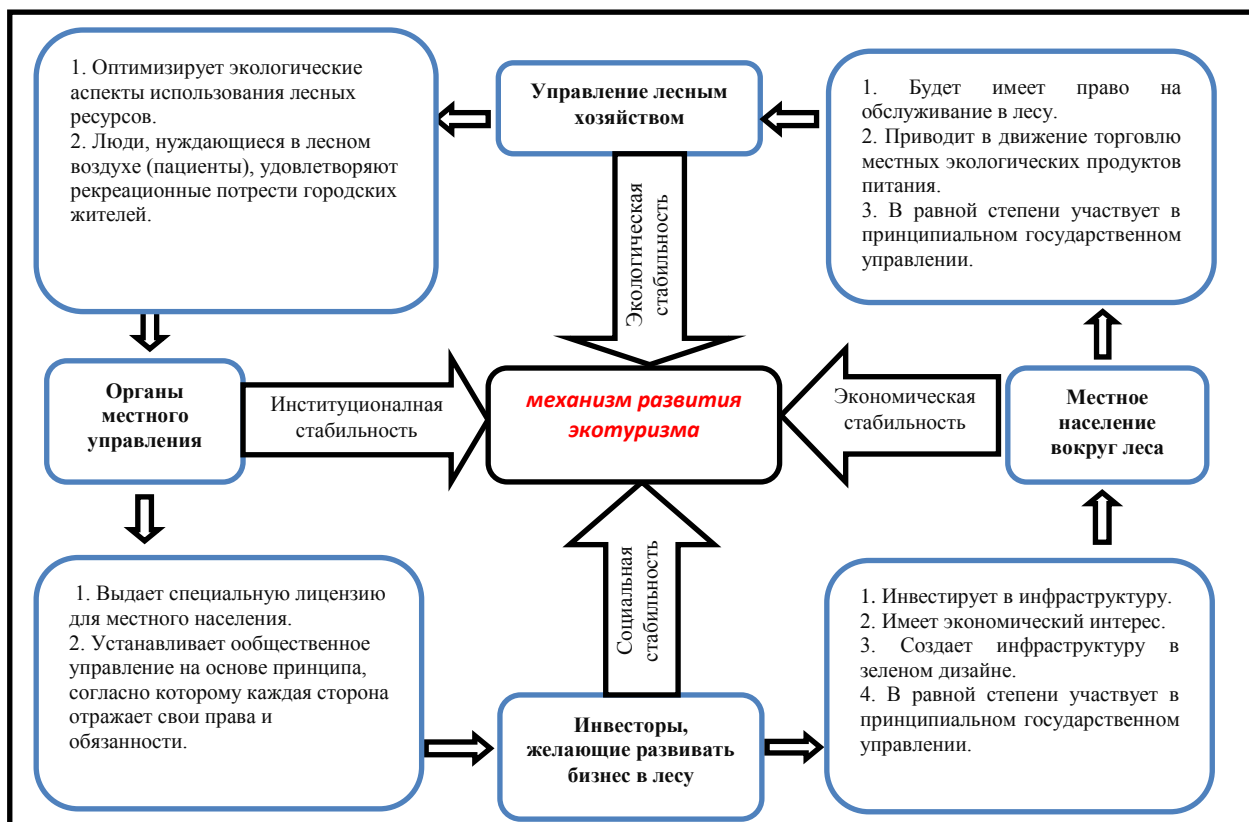 1. Оптимизирует экологические
аспекты использования лесных
ресурсов.
2. Люди, нуждающиеся в лесном
воздухе (пациенты), удовлетворяют
рекреационные потрести городских
жителей.
Управление лесным
хозяйством
1. Будет имеет право на
обслуживание в лесу.
2. Приводит в движение торговлю
местных экологических продуктов
питания.
3. В равной степени участвует в
принципиальном государственном
управлении.
Экологическая
стабильность
Органы
местного
управления
Институционалная
стабильность
механизм развития
экотуризма
Экономическая
стабильность
Местное
население
вокруг леса
1. Выдает специальную лицензию
для местного населения.
2. Устанавливает ообщественное
управление на основе принципа,
согласно которому каждая сторона
отражает свои права и
обязанности.
Социальная
стабильность
Инвесторы,
желающие развивать
бизнес в лесу
1. Инвестирует в инфраструктуру.
2. Имеет экономический интерес.
3. Создает инфраструктуру в
зеленом дизайне.
4. В равной степени участвует в
принципиальном государственном
управлении.